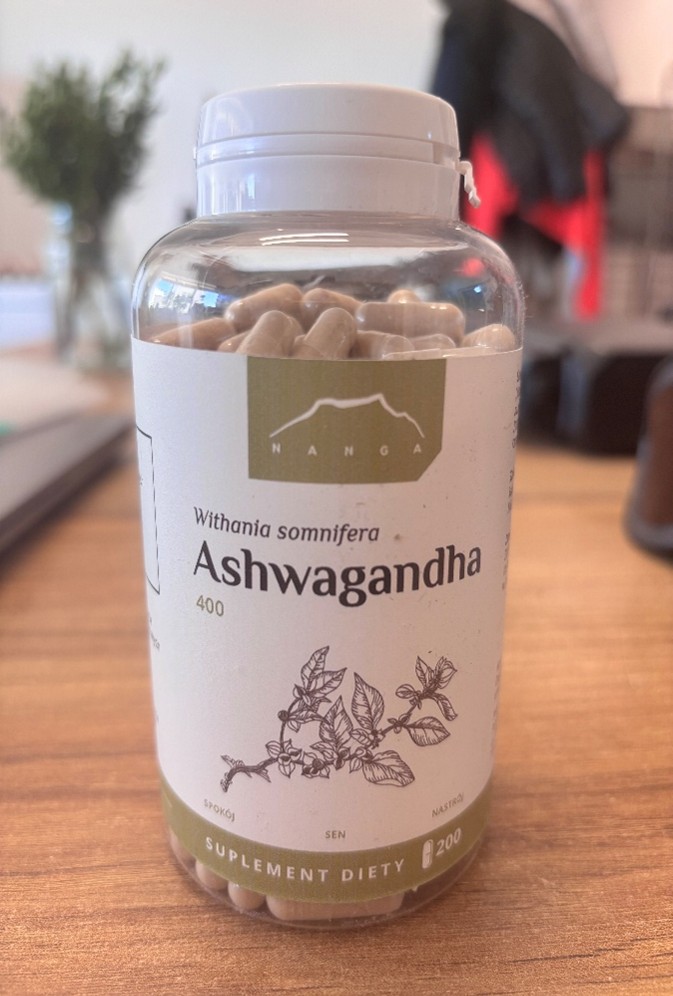 NANGA
Withania somnifera
Ashwagandha
400
SPOKÓJ
SEN
NASTRÓJ
SUPLEMENT DIETY
200